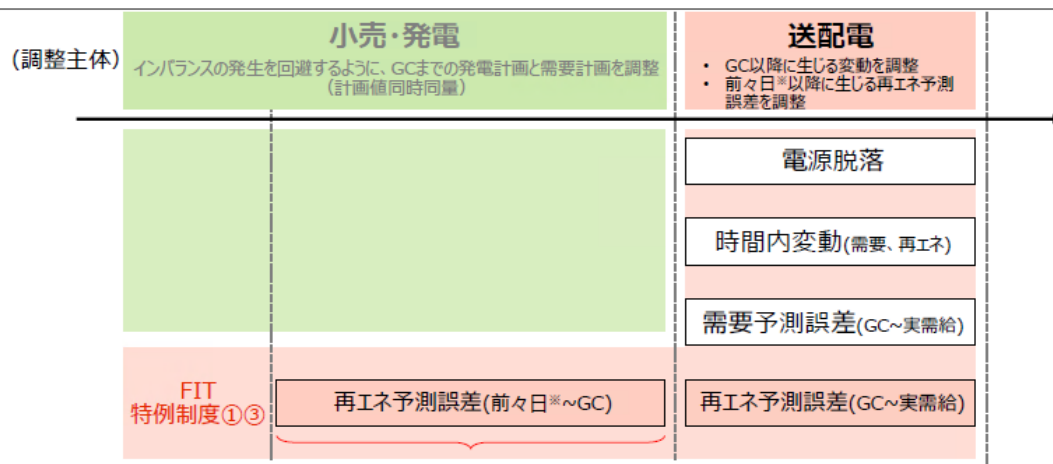 (調整主体)
小売・発電
インバランスの発生を回避するように、GCまでの発電計画と需要計画を調整
(計画値同時同量)
送配電
• GC以降に生じる変動を調整
• 前々日※以降に生じる再エネ予測
誤差を調整
電源脱落
時間内変動(需要、再エネ)
需要予測誤差(GC~実需給)
FIT
特例制度①③
再エネ予測誤差(前々日※~GC)
再エネ予測誤差(GC~実需給)